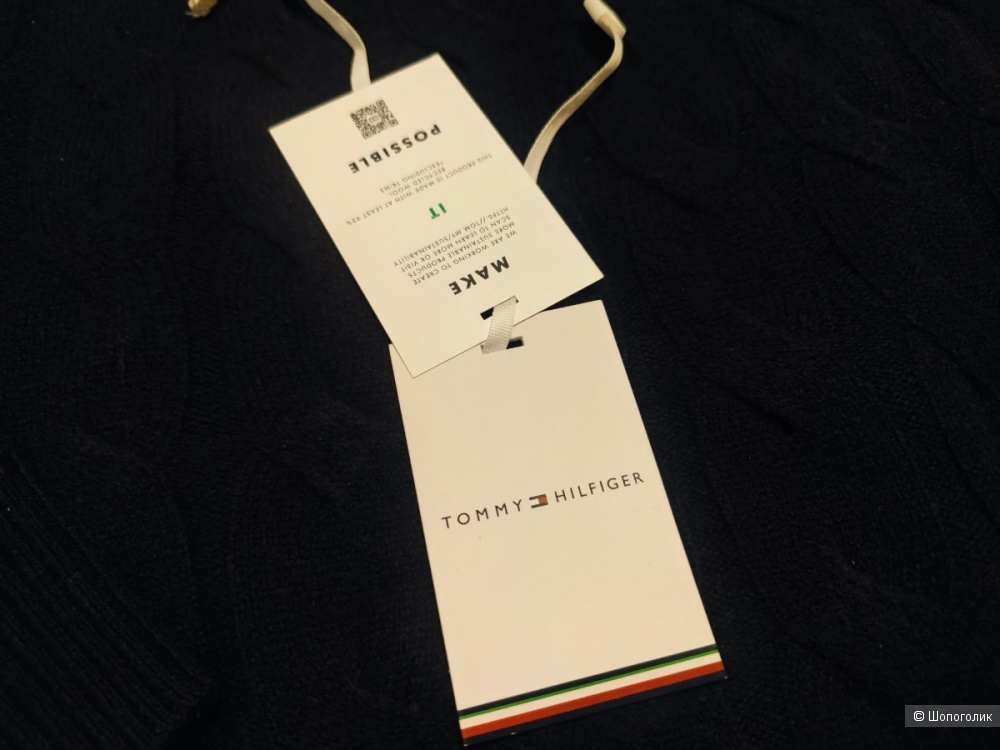 MAKE
WE ARE WORKING TO CREATE
MORE SUSTAINABLE PRODUCTS.
SCAN TO LEARN MORE OR VISIT
HTTPS://TOM.MY/SUSTAINABILITY
IT
THIS PRODUCT IS MADE WITH AT LEAST
RECYCLED WOOL
*EXCLUDING TRIMS
POSSIBLE
TOMMY HILFIGER
© Шопоголик